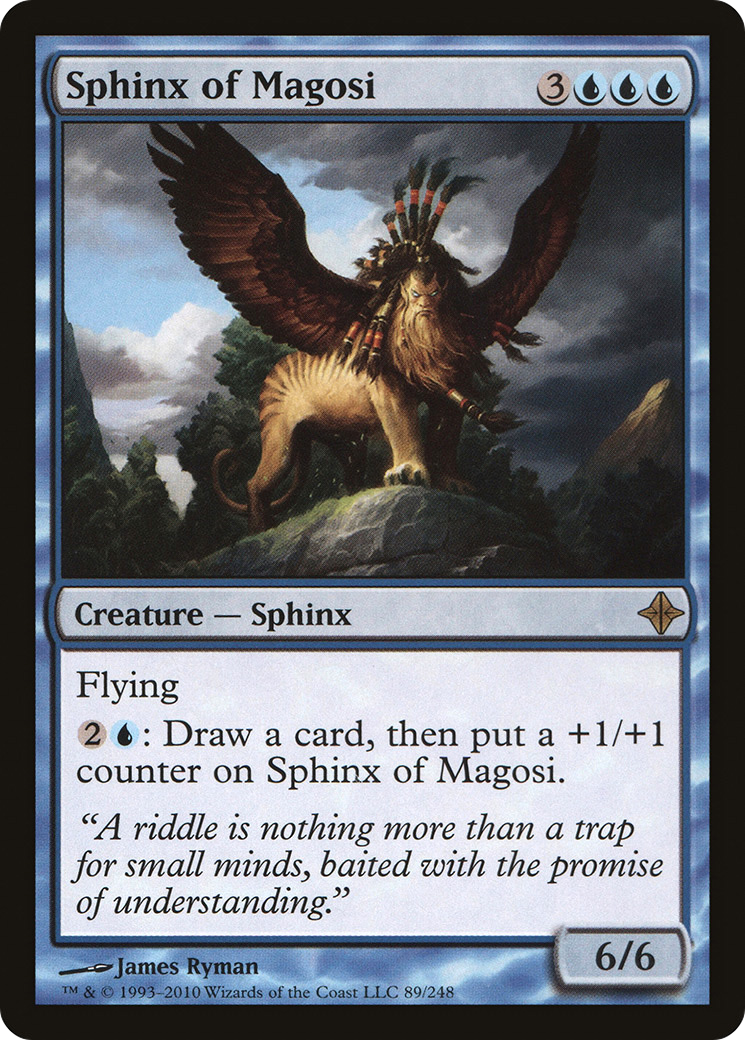 Sphinx of Magosi 3
Creature — Sphinx
Flying
2 : Draw a card, then put a +1/+1
counter on Sphinx of Magosi.
“A riddle is nothing more than a trap
for small minds, baited with the promise
of understanding.”
6/6
James Ryman
™ & © 1993–2010 Wizards of the Coast LLC 89/248